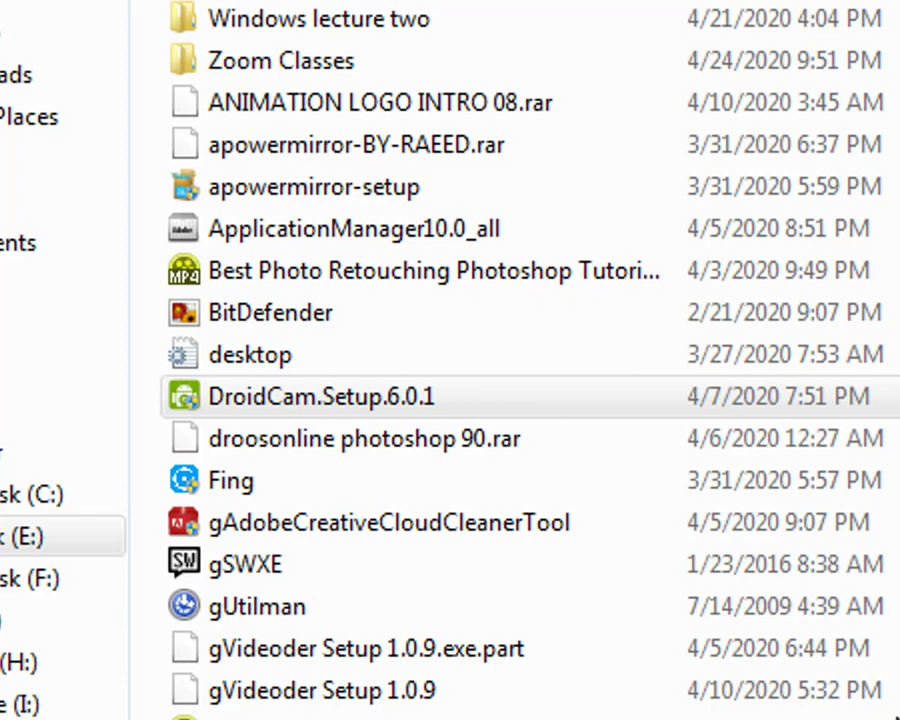 Windows lecture two 4/21/2020 4:04 PM
Zoom Classes 4/24/2020 9:51 PM
ads
ANIMATION LOGO INTRO 08.rar 4/10/2020 3:45 AM
Places
apowermirror-BY-RAEED.rar 3/31/2020 6:37 PM
apowermirror-setup 3/31/2020 5:59 PM
ApplicationManager10.0_all 4/5/2020 8:51 PM
ents
Best Photo Retouching Photoshop Tutori... 4/3/2020 9:49 PM
MP4
BitDefender 2/21/2020 9:07 PM
desktop 3/27/2020 7:53 AM
DroidCam.Setup.6.0.1 4/7/2020 7:51 PM
droosonline photoshop 90.rar 4/6/2020 12:27 AM
Fing 3/31/2020 5:57 PM
sk (C:)
gAdobeCreativeCloudCleanerTool 4/5/2020 9:07 PM
k (E:)
SW
gSWXE 1/23/2016 8:38 AM
sk (F:)
gUtilman 7/14/2009 4:39 AM
gVideoder Setup 1.0.9.exe.part 4/5/2020 6:44 PM
(H:)
gVideoder Setup 1.0.9 4/10/2020 5:32 PM
e (I:)